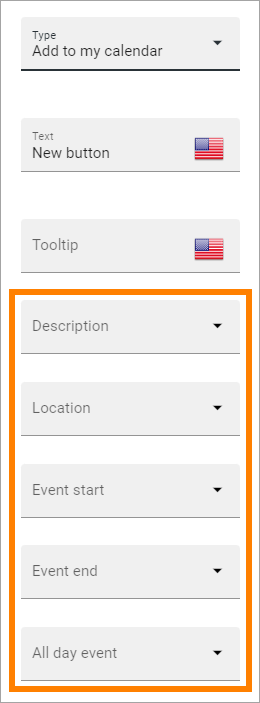 Type
Add to my calendar
Text
New button
Tooltip
Description
Location
Event start
Event end
All day event